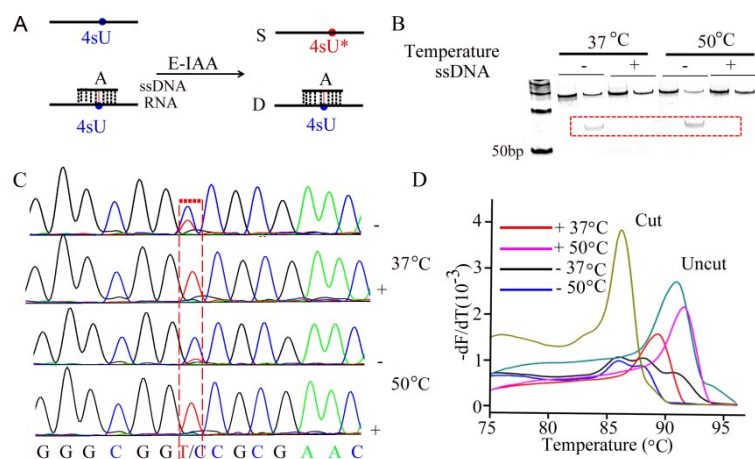 A
4sU
E-IAA
S
4sU*
A
ssDNA
RNA
4sU
A
D
4sU
B
Temperature
37°C
50°C
ssDNA
- + - +
50bp
C
-
37°C
+
-
50°C
+
G G G C G G T/C C G C G A A C
D
-dF/dT(10⁻³)
4
3
2
1
0
+ 37°C
+ 50°C
- 37°C
- 50°C
Cut
Uncut
75 80 85 90 95
Temperature (°C)